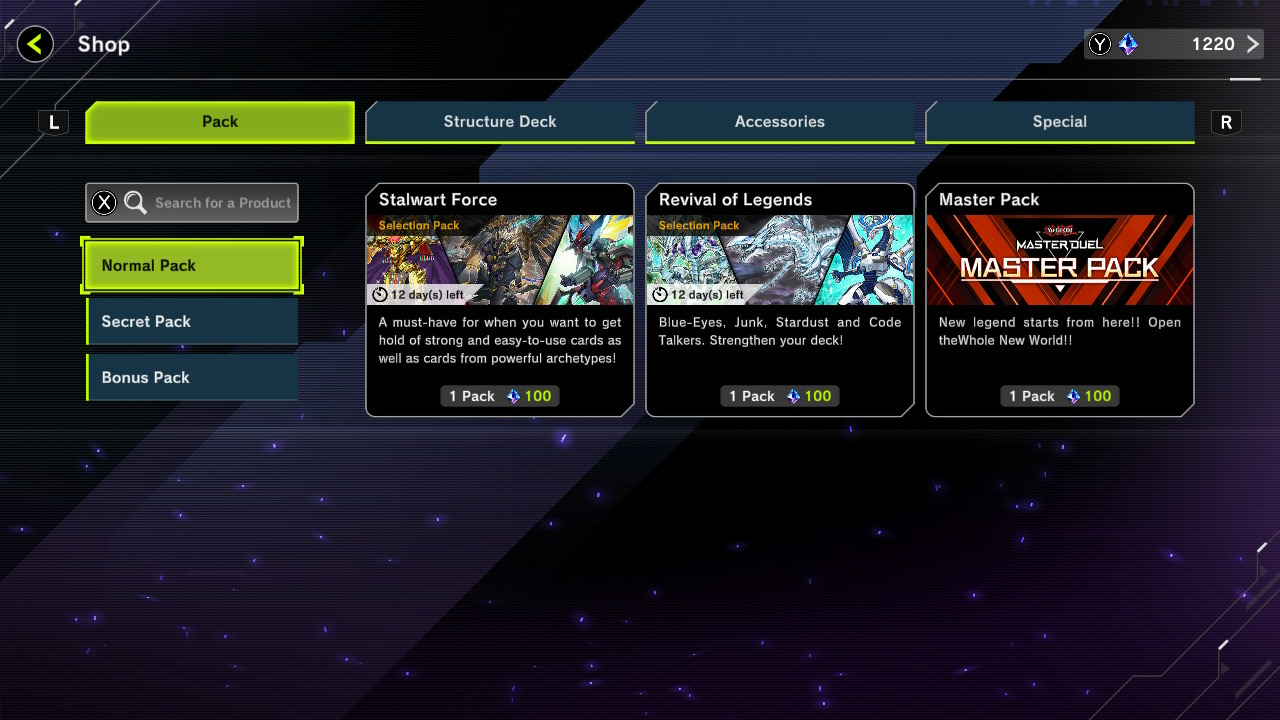 Shop
Y 1220
L Pack Structure Deck Accessories Special R
X Search for a Product
Normal Pack
Secret Pack
Bonus Pack
Stalwart Force
Selection Pack
12 day(s) left
A must-have for when you want to get
hold of strong and easy-to-use cards as
well as cards from powerful archetypes!
1 Pack 100
Revival of Legends
Selection Pack
12 day(s) left
Blue-Eyes, Junk, Stardust and Code
Talkers. Strengthen your deck!
1 Pack 100
Master Pack
Yu-Gi-Oh!
MASTER DUEL
MASTER PACK
New legend starts from here!! Open
theWhole New World!!
1 Pack 100